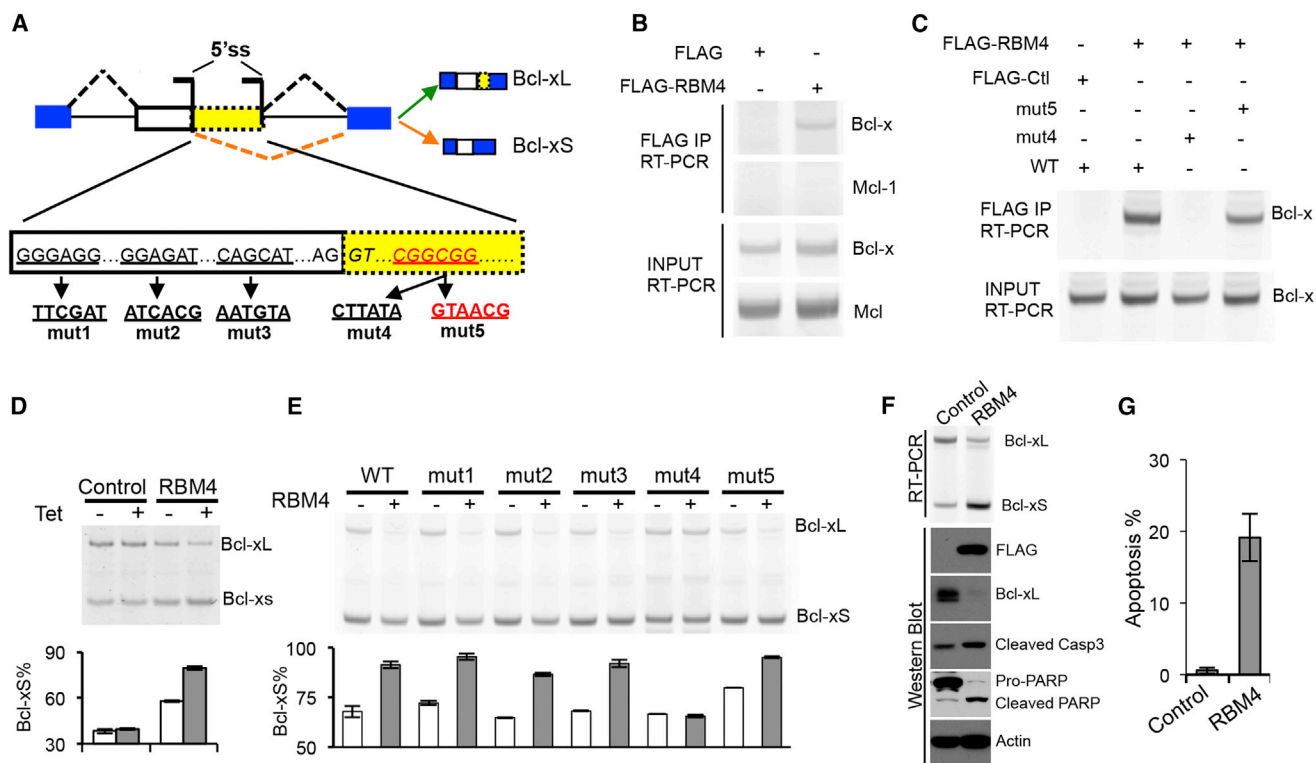 A
5'ss
Bcl-xL
Bcl-xS
GGGAGG...GGAGAT...CAGCAT...AG GT...CGGCGG......
TTCGAT ATCACG AATGTA CTTATA GTAACG
mut1 mut2 mut3 mut4 mut5
B
FLAG + -
FLAG-RBM4 - +
FLAG IP RT-PCR
Bcl-x
Mcl-1
INPUT RT-PCR
Bcl-x
Mcl
C
FLAG-RBM4 - + + +
FLAG-Ctl + - - -
mut5 - - - +
mut4 - - + -
WT + + - -
FLAG IP RT-PCR
Bcl-x
INPUT RT-PCR
Bcl-x
D
Control RBM4
Tet - + - +
Bcl-xL
Bcl-xs
Bcl-xS%
90
60
30
E
WT mut1 mut2 mut3 mut4 mut5
RBM4 - + - + - + - + - + - +
Bcl-xL
Bcl-xS
Bcl-xS%
100
75
50
F
Control RBM4
RT-PCR
Bcl-xL
Bcl-xS
Western Blot
FLAG
Bcl-xL
Cleaved Casp3
Pro-PARP
Cleaved PARP
Actin
G
Apoptosis %
30
20
10
0
Control RBM4